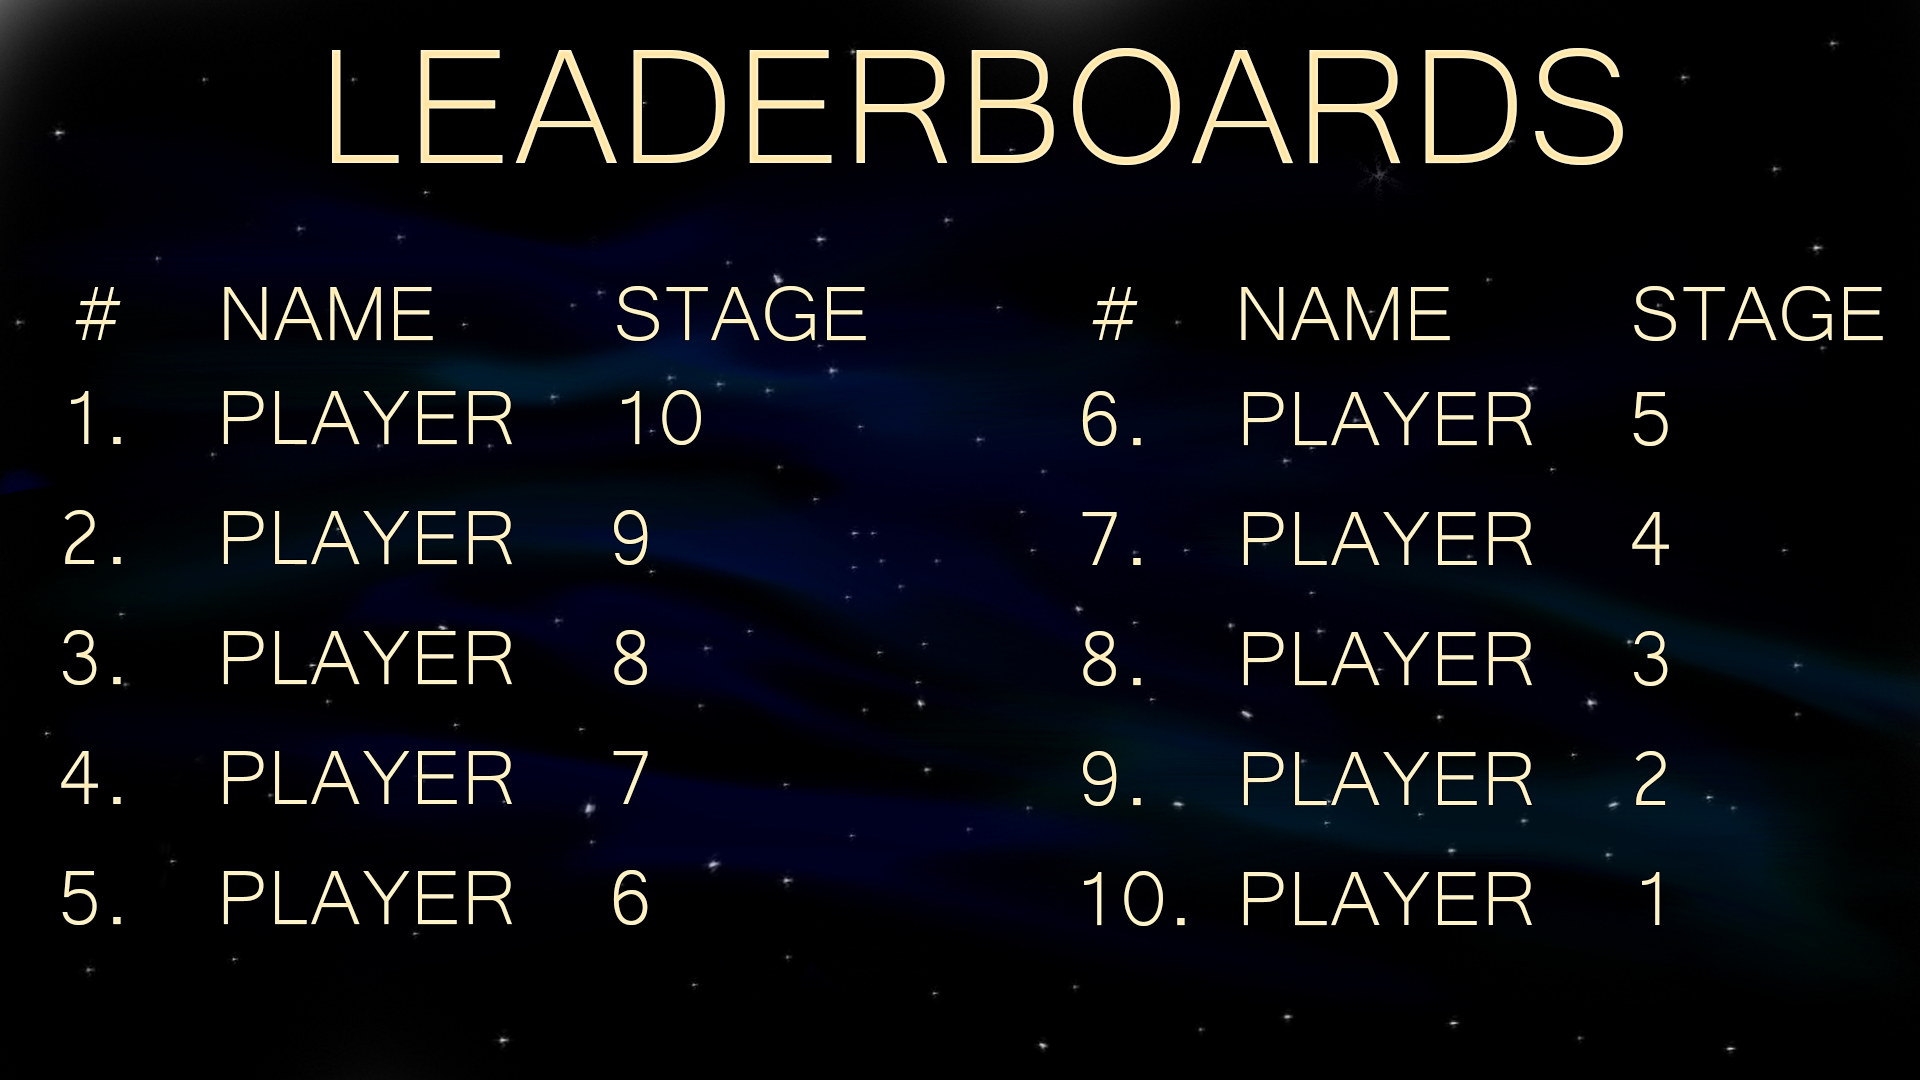 LEADERBOARDS
# NAME STAGE
1. PLAYER 10
2. PLAYER 9
3. PLAYER 8
4. PLAYER 7
5. PLAYER 6
# NAME STAGE
6. PLAYER 5
7. PLAYER 4
8. PLAYER 3
9. PLAYER 2
10. PLAYER 1